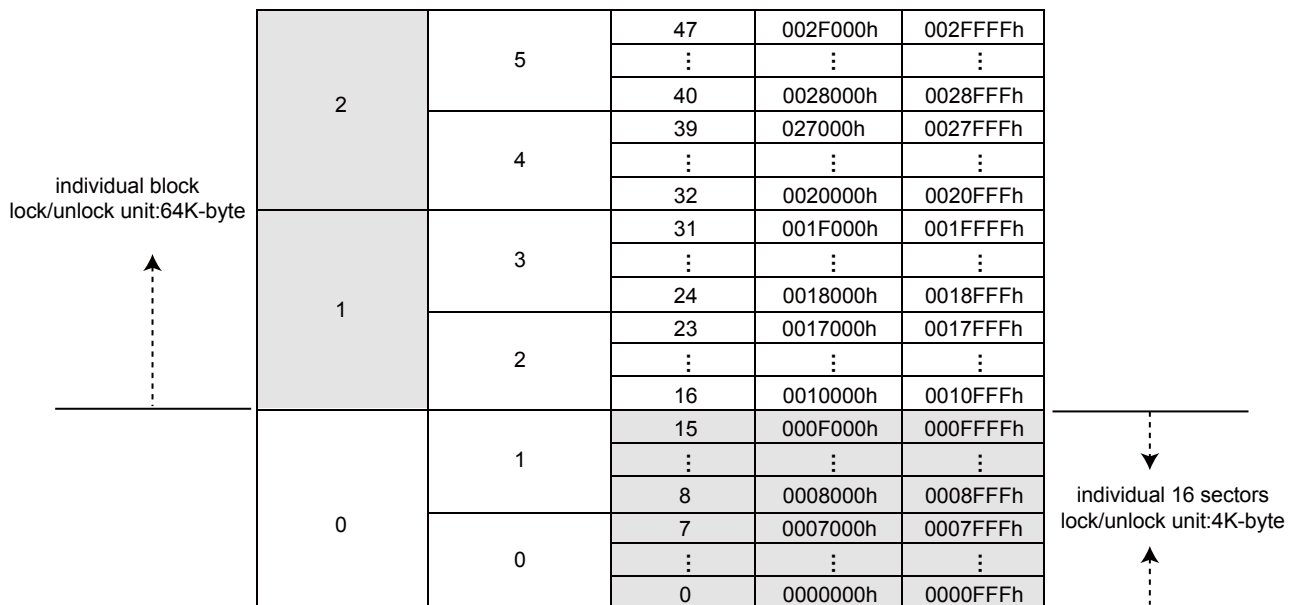 47 002F000h 002FFFFh
5
⋮ ⋮ ⋮
40 0028000h 0028FFFh
2
39 027000h 0027FFFh
4
⋮ ⋮ ⋮
32 0020000h 0020FFFh
individual block
lock/unlock unit:64K-byte
31 001F000h 001FFFFh
3
⋮ ⋮ ⋮
24 0018000h 0018FFFh
1
23 0017000h 0017FFFh
2
⋮ ⋮ ⋮
16 0010000h 0010FFFh
15 000F000h 000FFFFh
1
⋮ ⋮ ⋮
8 0008000h 0008FFFh
0
7 0007000h 0007FFFh
0
⋮ ⋮ ⋮
0 0000000h 0000FFFh
individual 16 sectors
lock/unlock unit:4K-byte